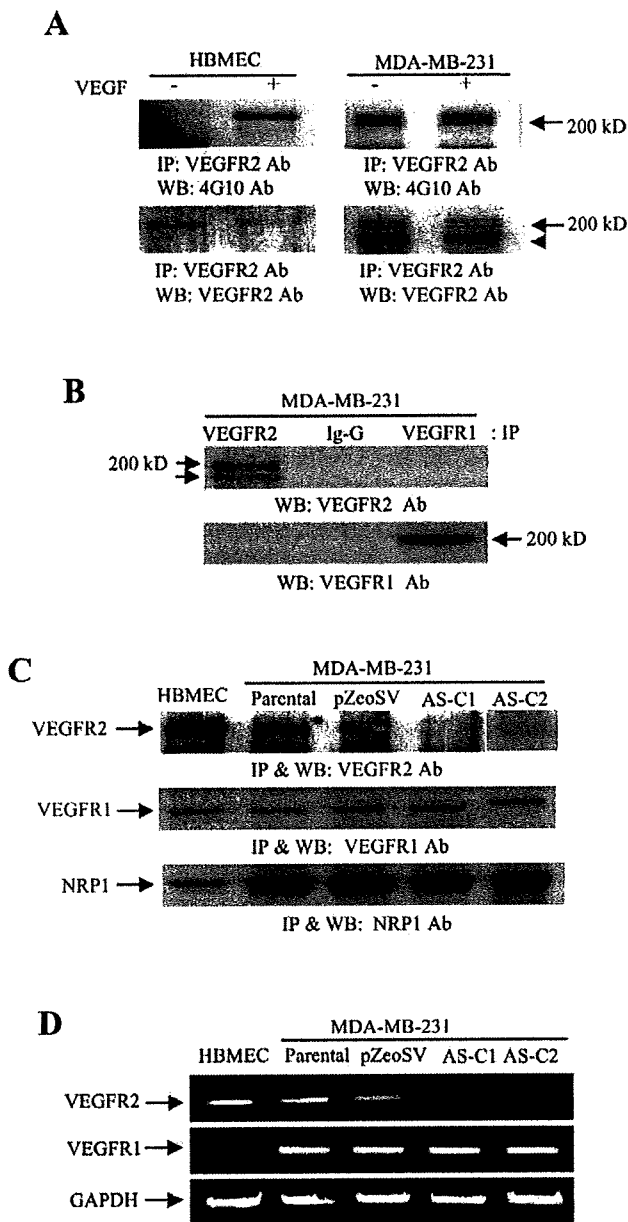 A
HBMEC MDA-MB-231
VEGF - + - +
200 kD
IP: VEGFR2 Ab IP: VEGFR2 Ab
WB: 4G10 Ab WB: 4G10 Ab
200 kD
IP: VEGFR2 Ab IP: VEGFR2 Ab
WB: VEGFR2 Ab WB: VEGFR2 Ab
B
MDA-MB-231
VEGFR2 Ig-G VEGFR1 : IP
200 kD
WB: VEGFR2 Ab
200 kD
WB: VEGFR1 Ab
C
MDA-MB-231
HBMEC Parental pZeoSV AS-C1 AS-C2
VEGFR2
IP & WB: VEGFR2 Ab
VEGFR1
IP & WB: VEGFR1 Ab
NRP1
IP & WB: NRP1 Ab
D
MDA-MB-231
HBMEC Parental pZeoSV AS-C1 AS-C2
VEGFR2
VEGFR1
GAPDH